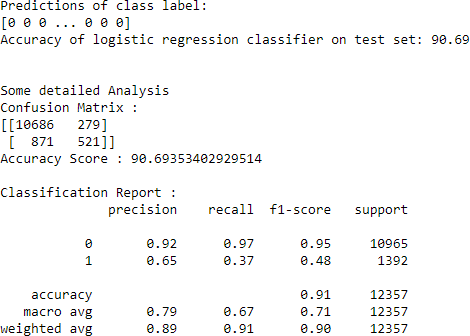 Predictions of class label:
[0 0 0 ... 0 0 0]
Accuracy of logistic regression classifier on test set: 90.69
Some detailed Analysis
Confusion Matrix :
[[10686   279]
 [  871   521]]
Accuracy Score : 90.69353402929514
Classification Report :
              precision    recall  f1-score   support
           0       0.92      0.97      0.95     10965
           1       0.65      0.37      0.48      1392
    accuracy                           0.91     12357
   macro avg       0.79      0.67      0.71     12357
weighted avg       0.89      0.91      0.90     12357